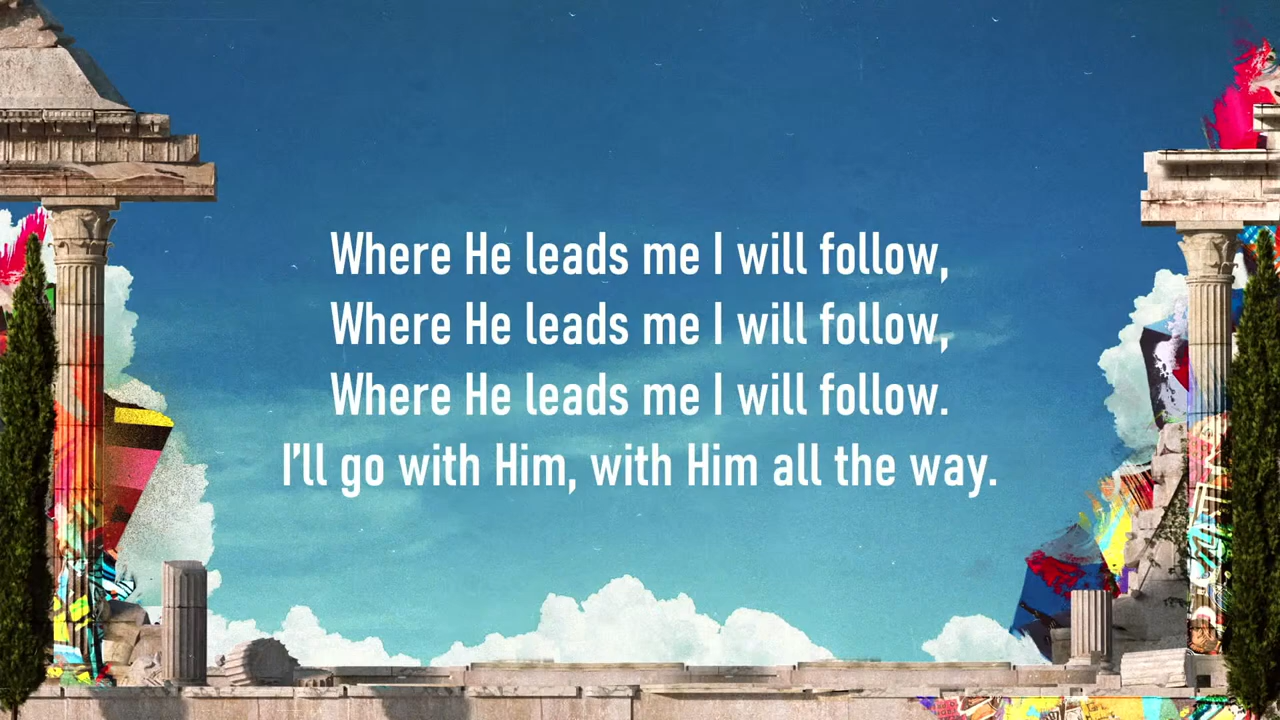 Where He leads me I will follow,
Where He leads me I will follow,
Where He leads me I will follow.
I'll go with Him, with Him all the way.